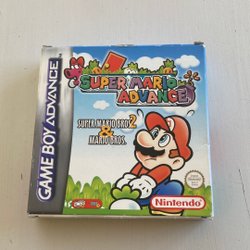 GAME BOY ADVANCE
SUPER MARIO
ADVANCE
SUPER MARIO BROS. 2
&
MARIO BROS.
Nintendo